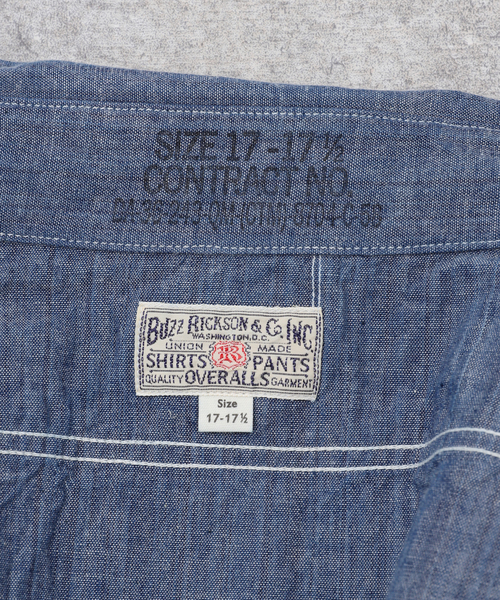 SIZE 17-17½
CONTRACT NO.
DA-36-243-QM-(CTM)-5104-C-50
BUZZ RICKSON & CO. INC
WASHINGTON, D.C.
UNION MADE
SHIRTS PANTS
QUALITY OVERALLS GARMENT
Size
17-17½